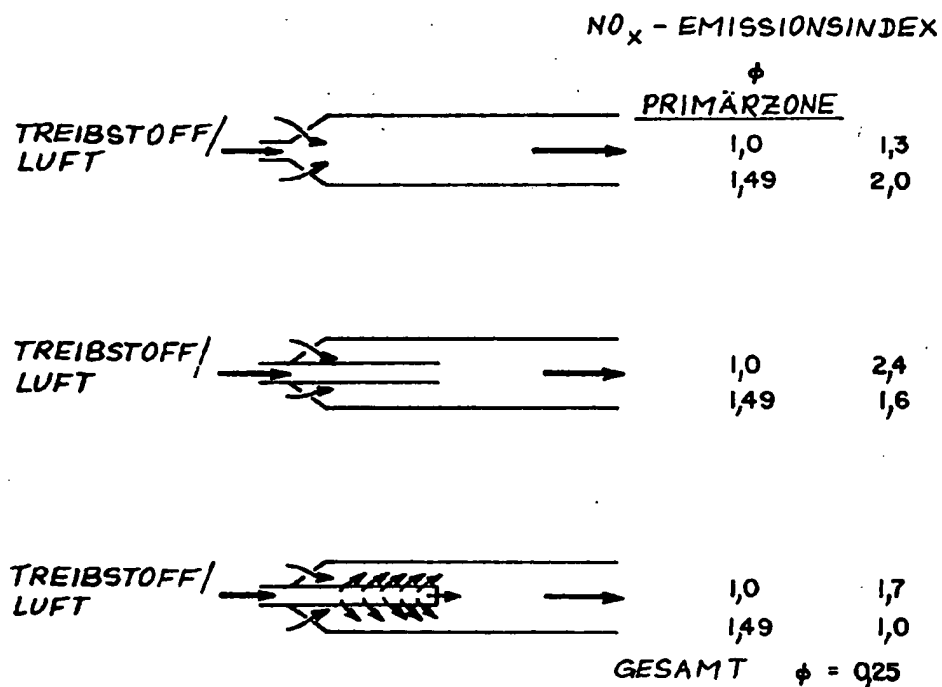 NOₓ - EMISSIONSINDEX
ϕ
PRIMÄRZONE
TREIBSTOFF/
LUFT
1,0 1,3
1,49 2,0
TREIBSTOFF/
LUFT
1,0 2,4
1,49 1,6
TREIBSTOFF/
LUFT
1,0 1,7
1,49 1,0
GESAMT ϕ = 0,25